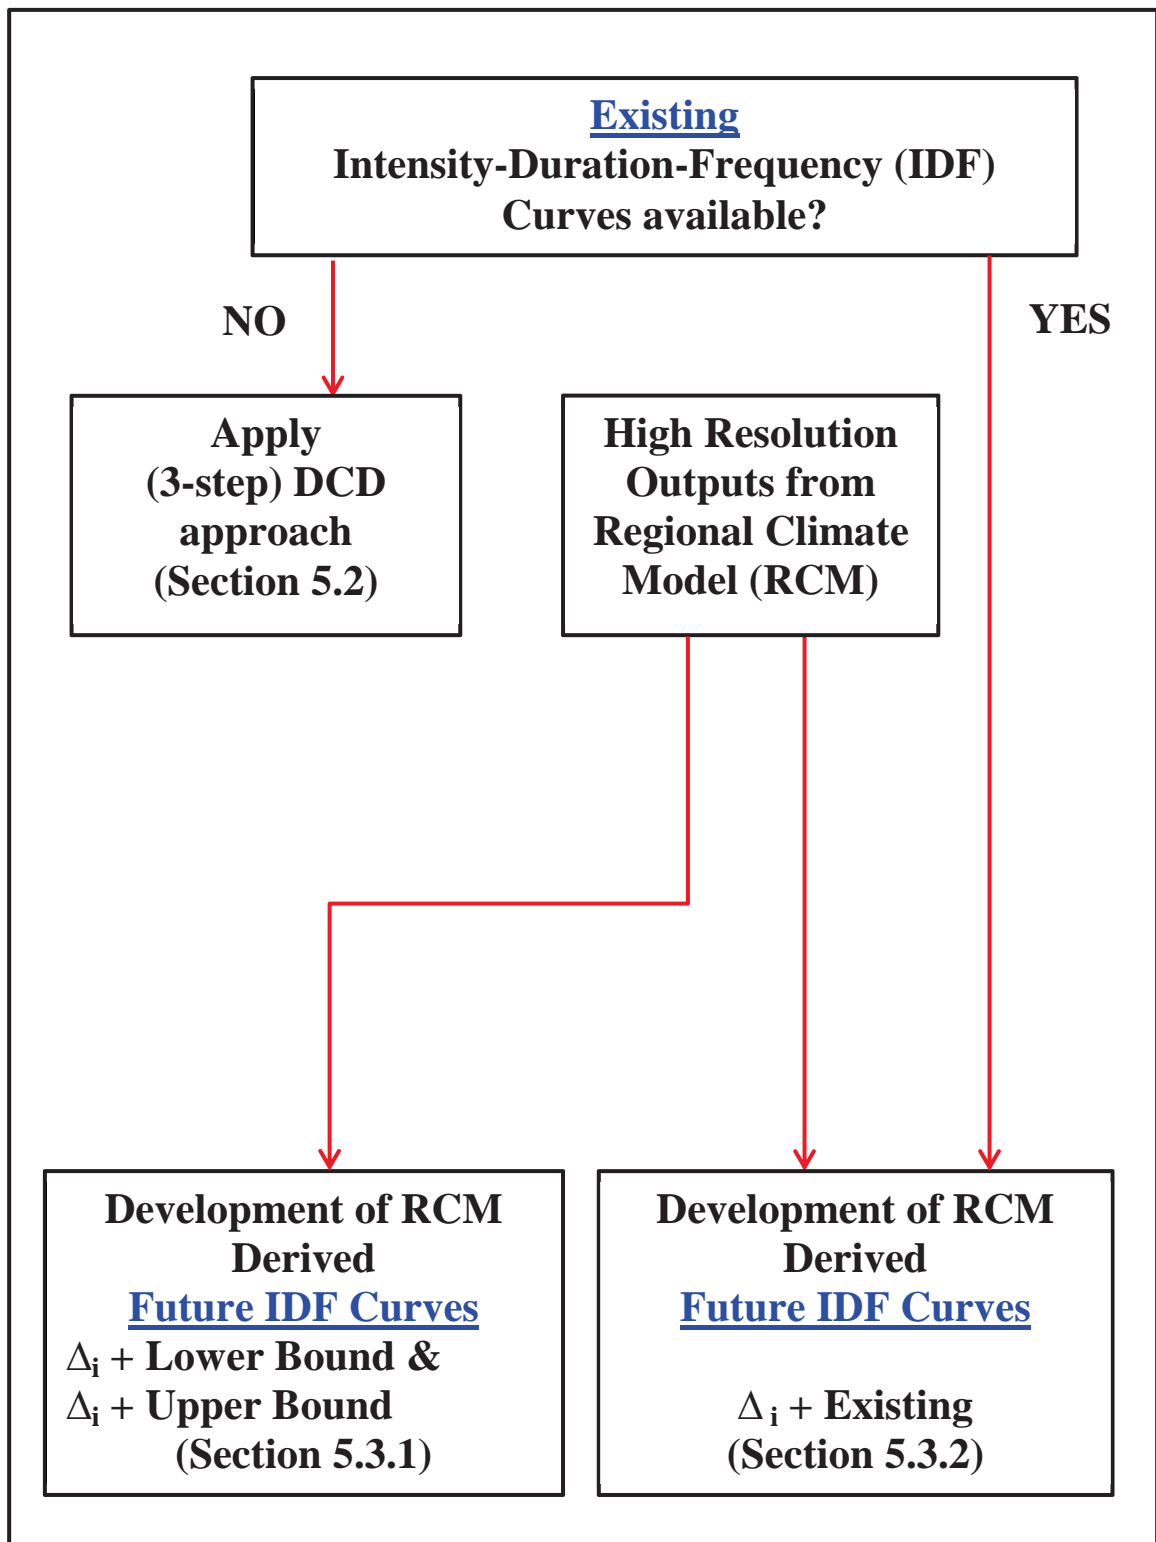 Existing
Intensity-Duration-Frequency (IDF)
Curves available?
NO
YES
Apply
(3-step) DCD
approach
(Section 5.2)
High Resolution
Outputs from
Regional Climate
Model (RCM)
Development of RCM
Derived
Future IDF Curves
Δi + Lower Bound &
Δi + Upper Bound
(Section 5.3.1)
Development of RCM
Derived
Future IDF Curves
Δ i + Existing
(Section 5.3.2)